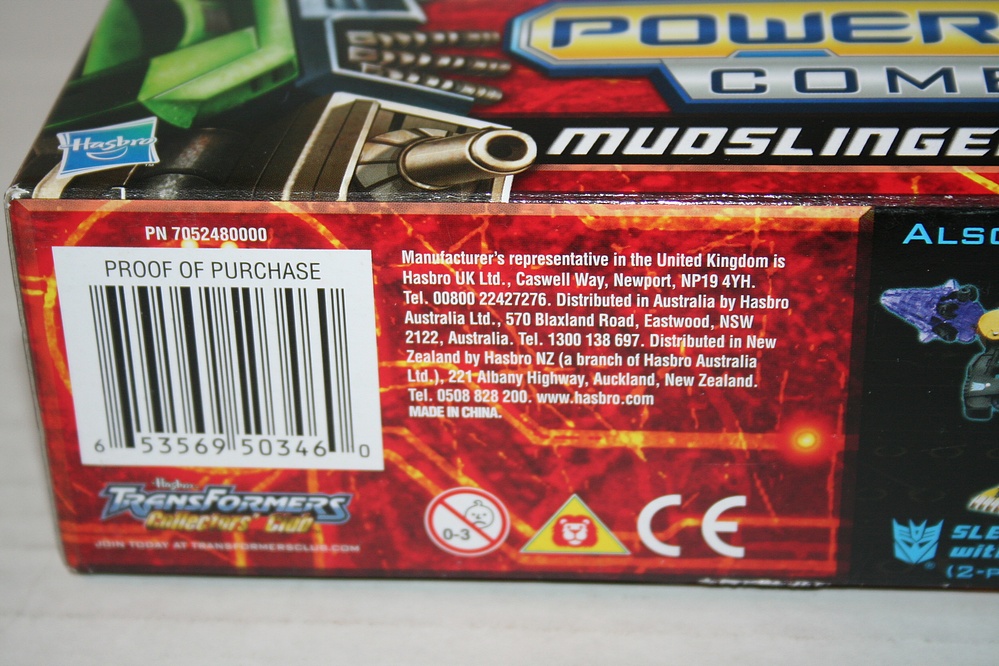 POWER
COM
Hasbro
MUDSLINGE
PN 7052480000
PROOF OF PURCHASE
6 53569 50346 0
Manufacturer's representative in the United Kingdom is
Hasbro UK Ltd., Caswell Way, Newport, NP19 4YH.
Tel. 00800 22427276. Distributed in Australia by Hasbro
Australia Ltd., 570 Blaxland Road, Eastwood, NSW
2122, Australia. Tel. 1300 138 697. Distributed in New
Zealand by Hasbro NZ (a branch of Hasbro Australia
Ltd.), 221 Albany Highway, Auckland, New Zealand.
Tel. 0508 828 200. www.hasbro.com
MADE IN CHINA.
TRANSFORMERS
Collectors' Club
JOIN TODAY AT TRANSFORMERSCLUB.COM
0-3
CE
ALSO
SLE
with
(2-p